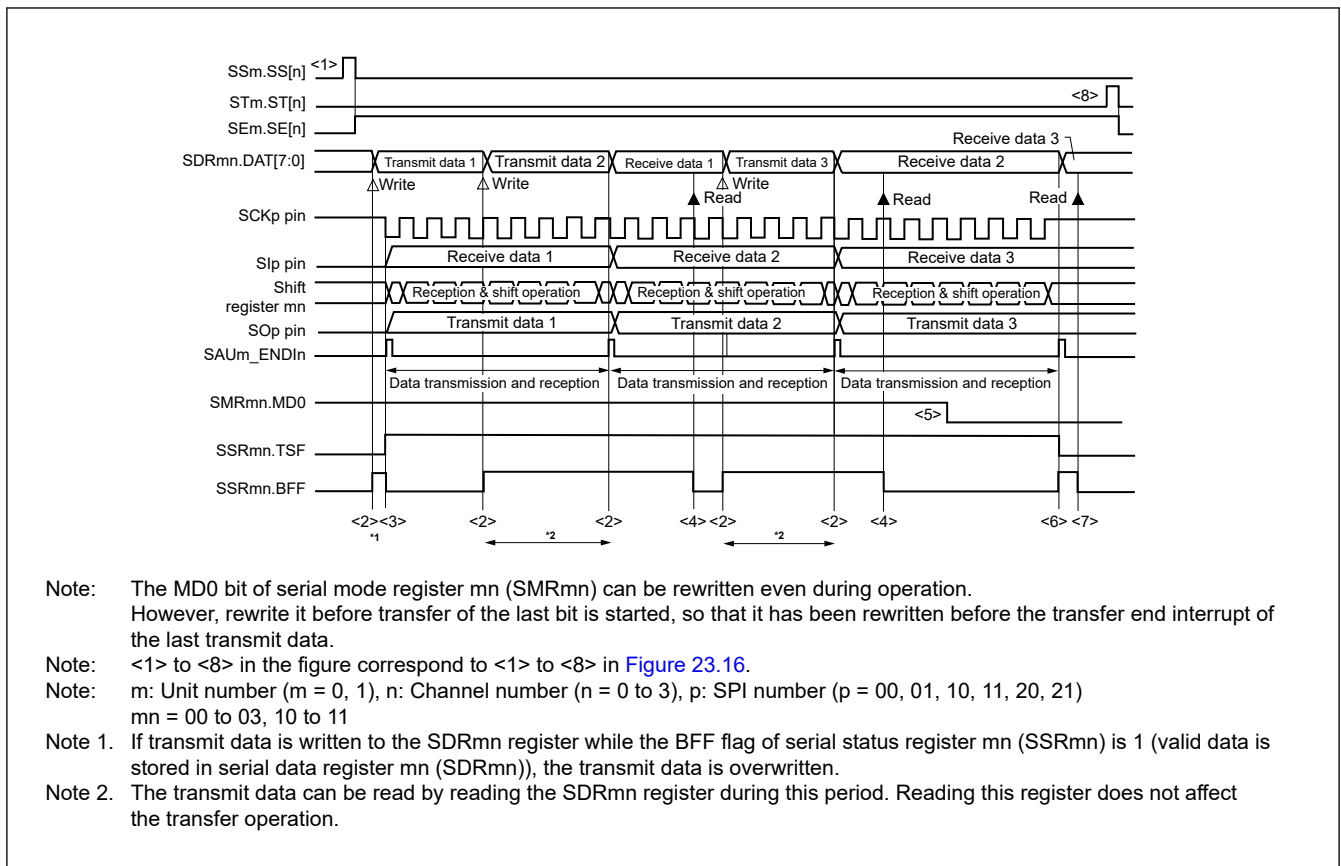 SSm.SS[n] <1>
STm.ST[n] <8>
SEm.SE[n]
Receive data 3
SDRmn.DAT[7:0] Transmit data 1 Transmit data 2 Receive data 1 Transmit data 3 Receive data 2
Write Write Read Write Read Read
SCKp pin
SIp pin Receive data 1 Receive data 2 Receive data 3
Shift
register mn Reception & shift operation Reception & shift operation Reception & shift operation
SOp pin Transmit data 1 Transmit data 2 Transmit data 3
SAUm_ENDIn
Data transmission and reception Data transmission and reception Data transmission and reception
SMRmn.MD0 <5>
SSRmn.TSF
SSRmn.BFF
<2> <3> <2> <2> <4> <2> <2> <4> <6> <7>
*1 *2 *2
Note: The MD0 bit of serial mode register mn (SMRmn) can be rewritten even during operation.
However, rewrite it before transfer of the last bit is started, so that it has been rewritten before the transfer end interrupt of
the last transmit data.
Note: <1> to <8> in the figure correspond to <1> to <8> in Figure 23.16.
Note: m: Unit number (m = 0, 1), n: Channel number (n = 0 to 3), p: SPI number (p = 00, 01, 10, 11, 20, 21)
mn = 00 to 03, 10 to 11
Note 1. If transmit data is written to the SDRmn register while the BFF flag of serial status register mn (SSRmn) is 1 (valid data is
stored in serial data register mn (SDRmn)), the transmit data is overwritten.
Note 2. The transmit data can be read by reading the SDRmn register during this period. Reading this register does not affect
the transfer operation.